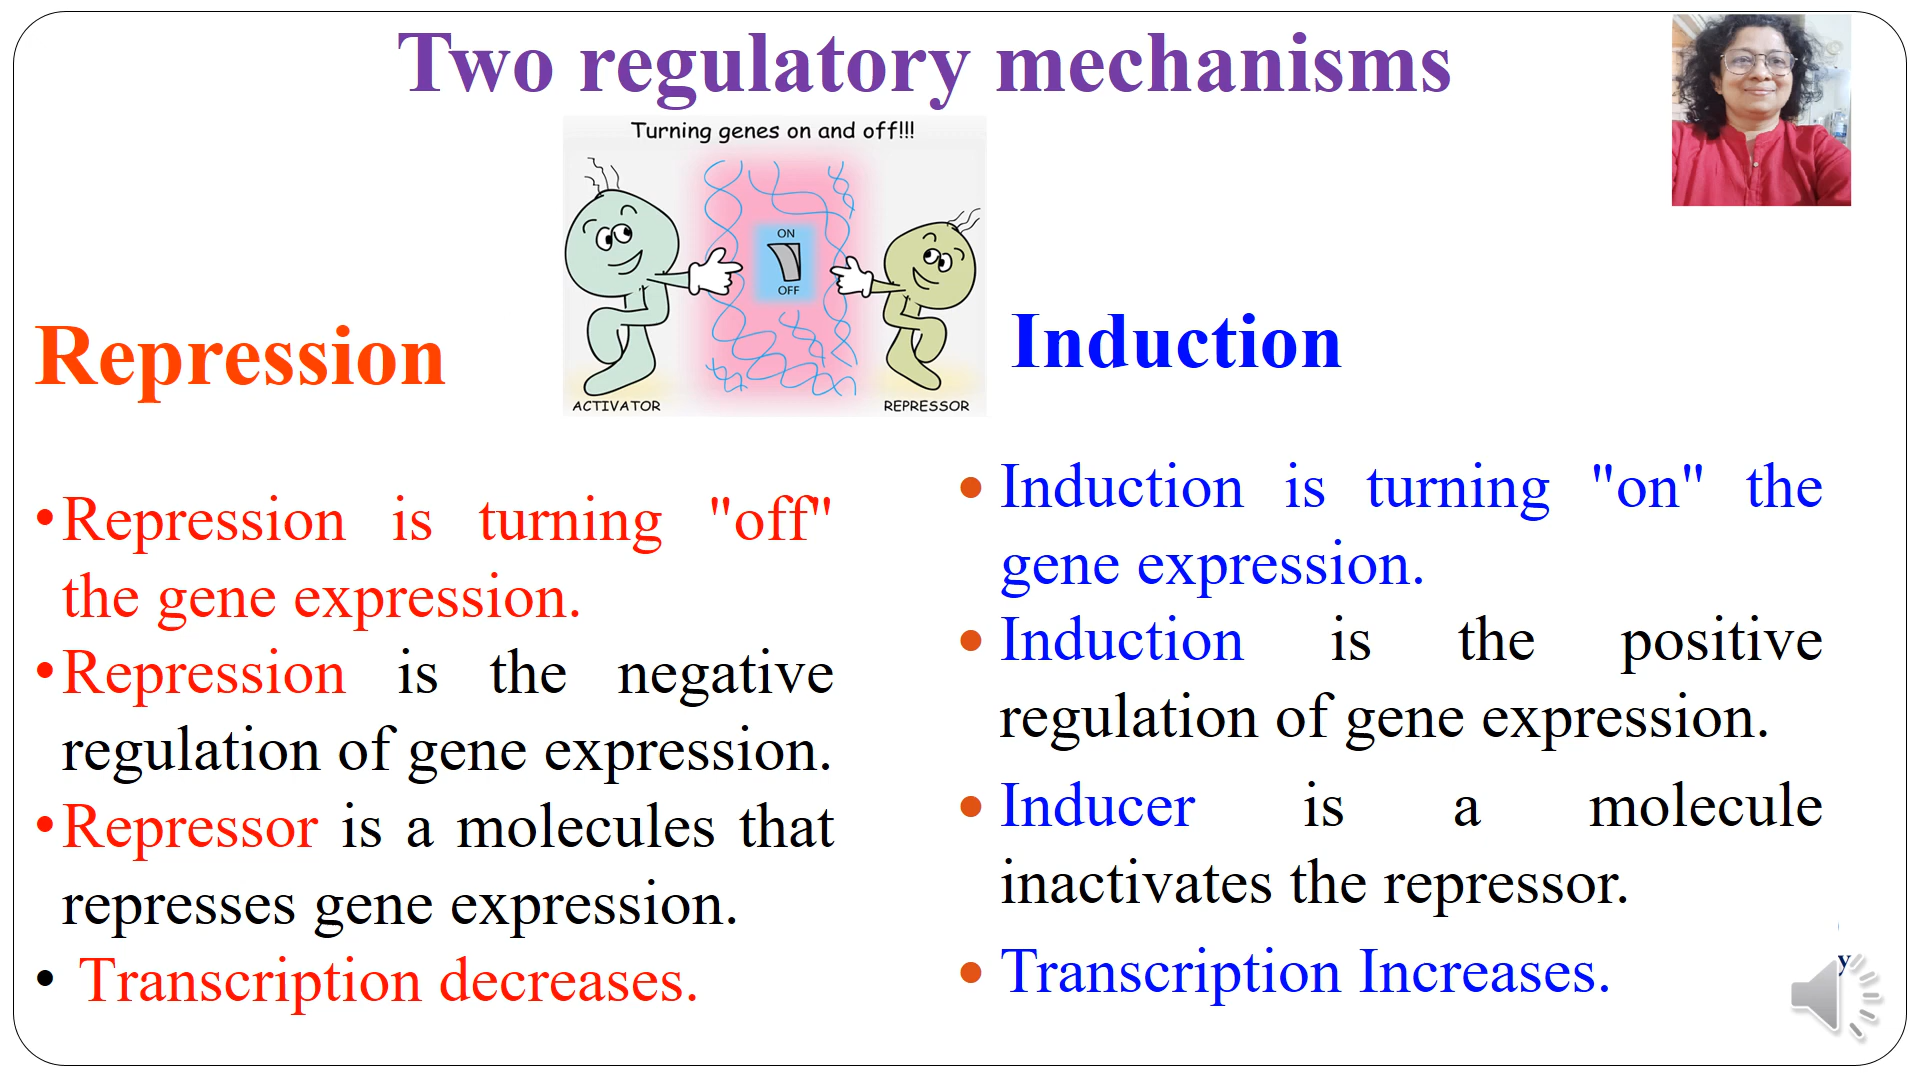 Two regulatory mechanisms
Turning genes on and off!!!
ON
OFF
ACTIVATOR
REPRESSOR
Repression
•Repression is turning "off"
the gene expression.
•Repression is the negative
regulation of gene expression.
•Repressor is a molecules that
represses gene expression.
• Transcription decreases.
Induction
• Induction is turning "on" the
gene expression.
• Induction is the positive
regulation of gene expression.
• Inducer is a molecule
inactivates the repressor.
• Transcription Increases.